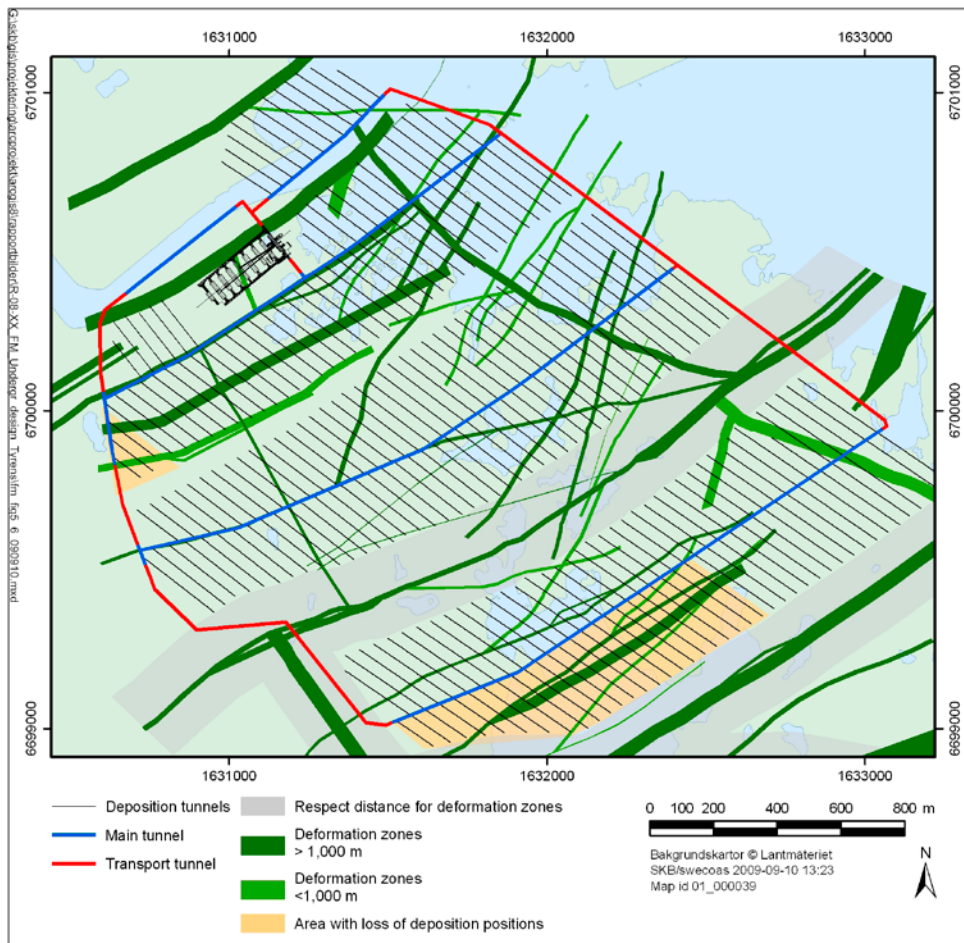 1631000 1632000 1633000
6701000 6701000
6700000 6700000
6699000 6699000
1631000 1632000 1633000
Deposition tunnels
Main tunnel
Transport tunnel
Respect distance for deformation zones
Deformation zones
> 1,000 m
Deformation zones
<1,000 m
Area with loss of deposition positions
0 100 200 400 600 800 m
Bakgrundskartor © Lantmäteriet
SKB/swecoas 2009-09-10 13:23
Map id 01_000039
N